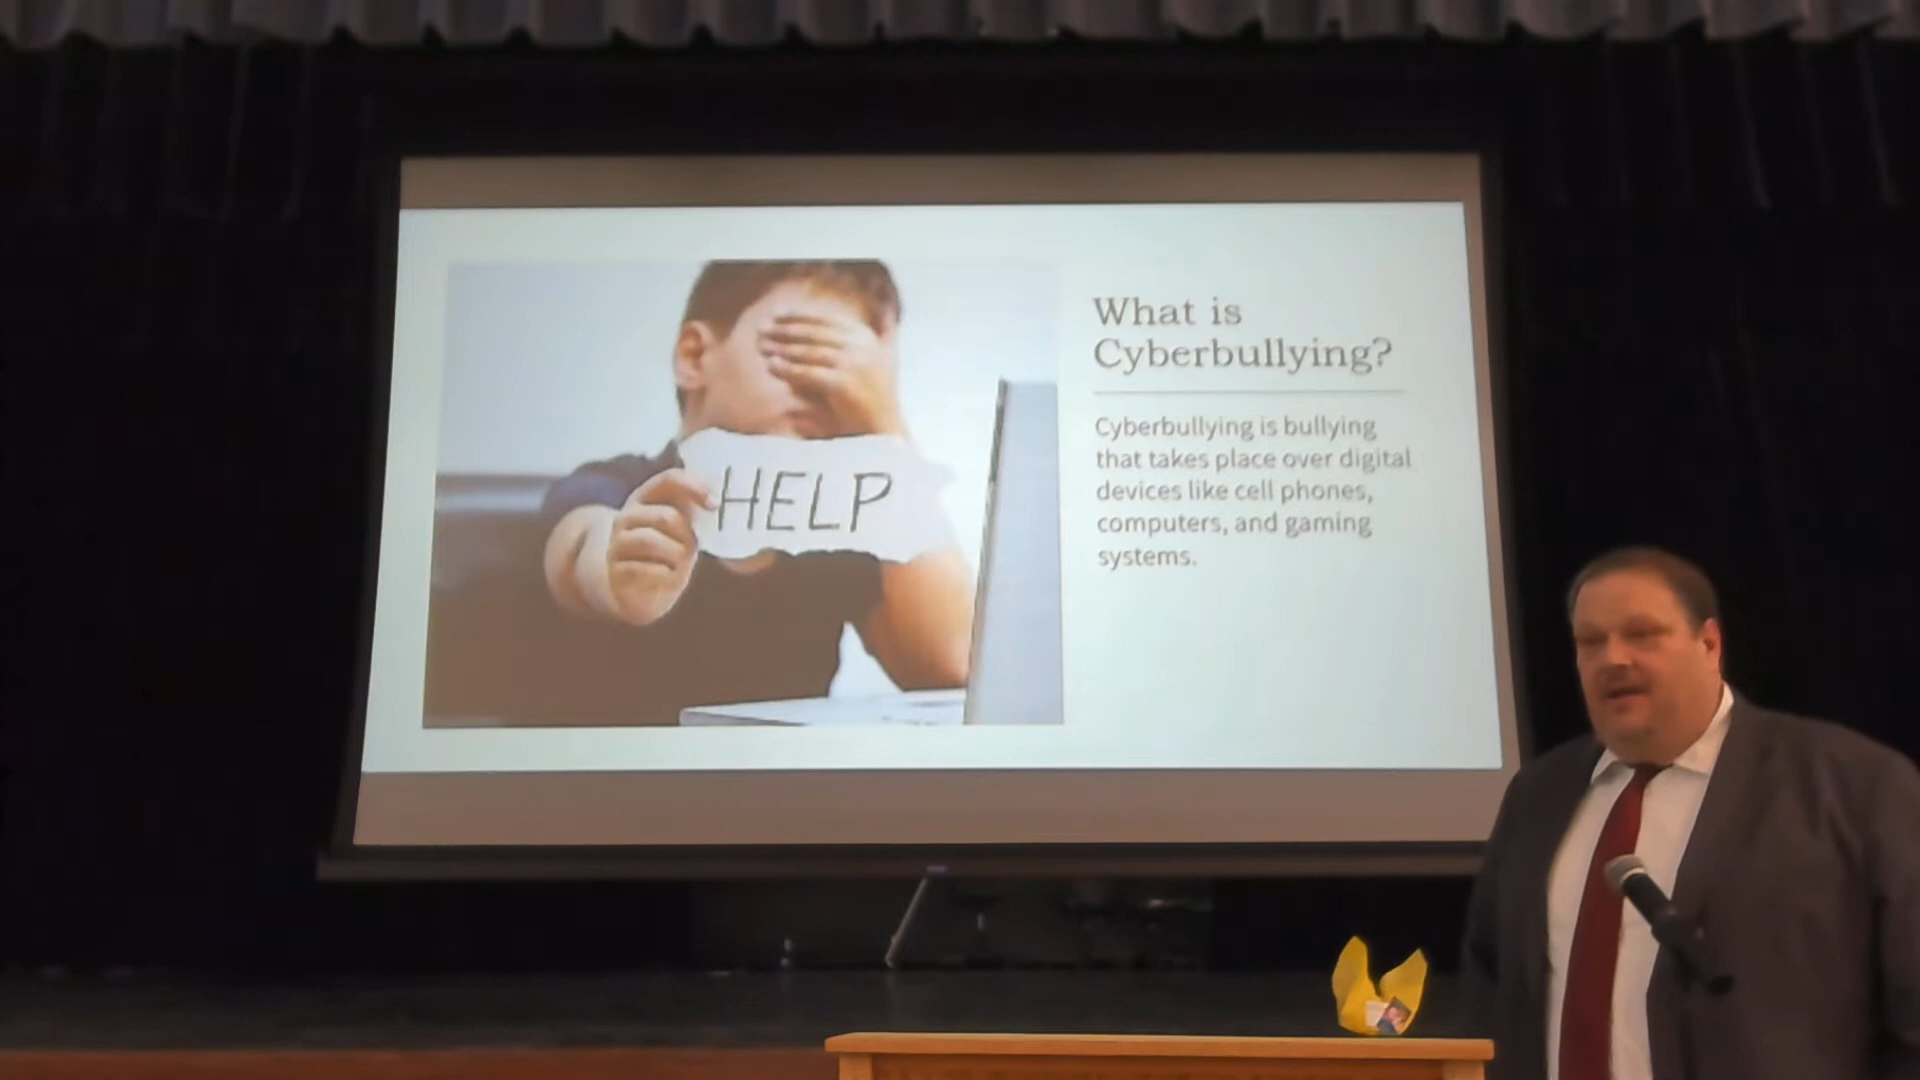 What is
Cyberbullying?
Cyberbullying is bullying
that takes place over digital
devices like cell phones,
computers, and gaming
systems.
HELP